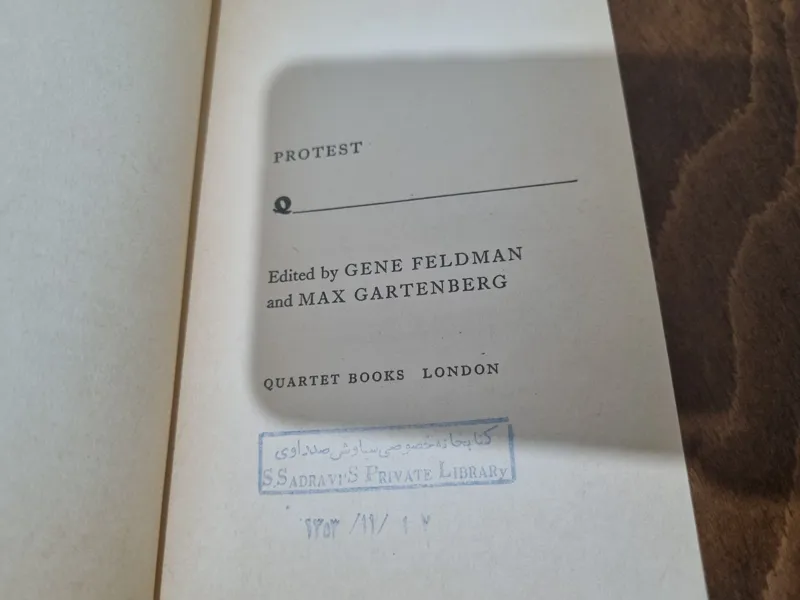 PROTEST
Q
Edited by GENE FELDMAN
and MAX GARTENBERG
QUARTET BOOKS LONDON
کتابخانه خصوصی سیاوش صدراوی
S.SADRAVI'S PRIVATE LIBRARY
۱۳۵۳ /۱۱/ ۱۲